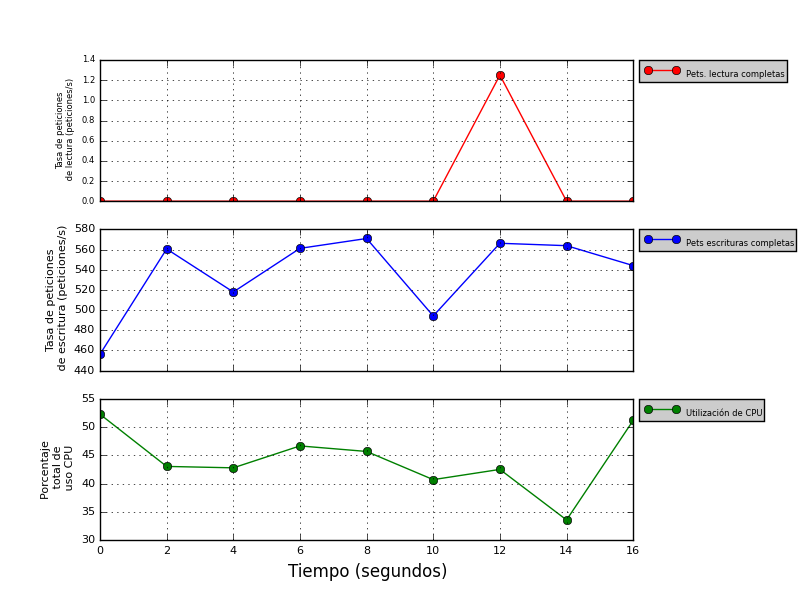 Tasa de peticiones
de lectura (peticiones/s)
1.4
1.2
1.0
0.8
0.6
0.4
0.2
0.0
Pets. lectura completas
Tasa de peticiones
de escritura (peticiones/s)
580
560
540
520
500
480
460
440
Pets escrituras completas
Porcentaje
total de
uso CPU
55
50
45
40
35
30
Utilización de CPU
0 2 4 6 8 10 12 14 16
Tiempo (segundos)